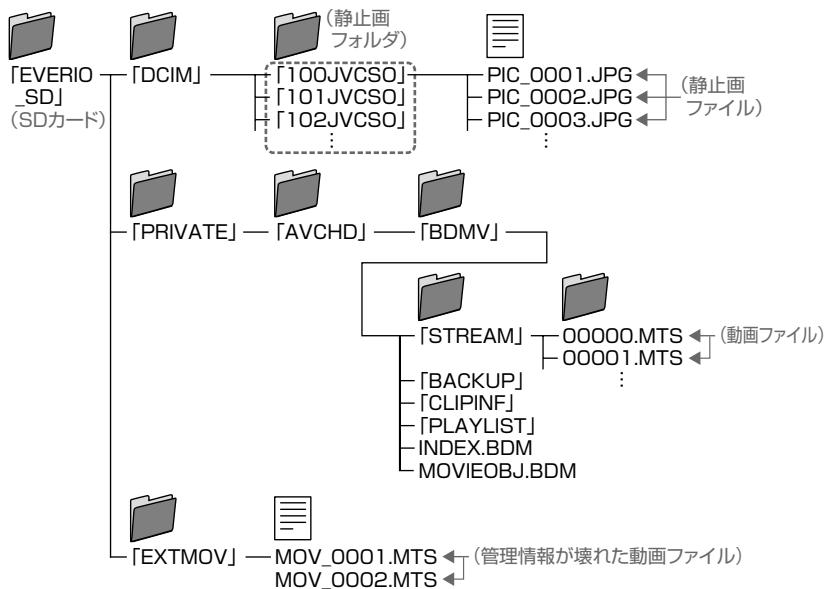 (静止画
フォルダ)
「EVERIO
_SD」
(SDカード)
「DCIM」
「100JVCSO」
「101JVCSO」
「102JVCSO」
⋮
PIC_0001.JPG
PIC_0002.JPG
PIC_0003.JPG
⋮
(静止画
ファイル)
「PRIVATE」
「AVCHD」
「BDMV」
「STREAM」
00000.MTS
(動画ファイル)
00001.MTS
⋮
「BACKUP」
「CLIPINF」
「PLAYLIST」
INDEX.BDM
MOVIEOBJ.BDM
「EXTMOV」
MOV_0001.MTS
(管理情報が壊れた動画ファイル)
MOV_0002.MTS